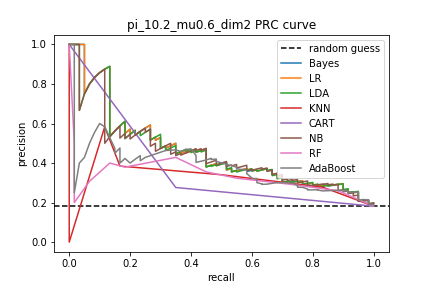 pi_10.2_mu0.6_dim2 PRC curve
precision
1.0
0.8
0.6
0.4
0.2
0.0
random guess
Bayes
LR
LDA
KNN
CART
NB
RF
AdaBoost
0.0 0.2 0.4 0.6 0.8 1.0
recall